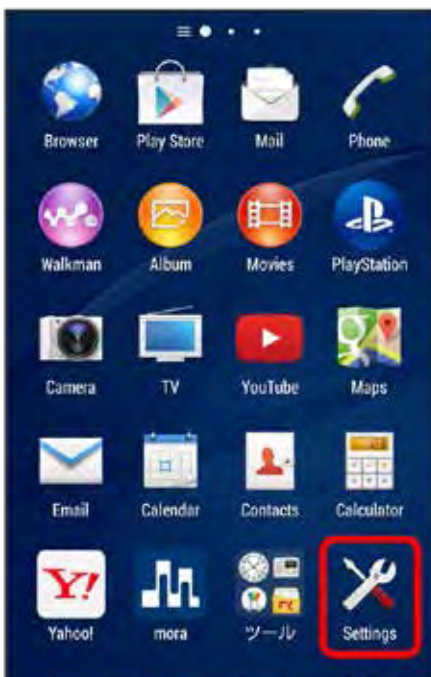 Browser Play Store Mail Phone
Walkman Album Movies PlayStation
Camera TV YouTube Maps
Email Calendar Contacts Calculator
Y!
Yahoo! mora ツール Settings